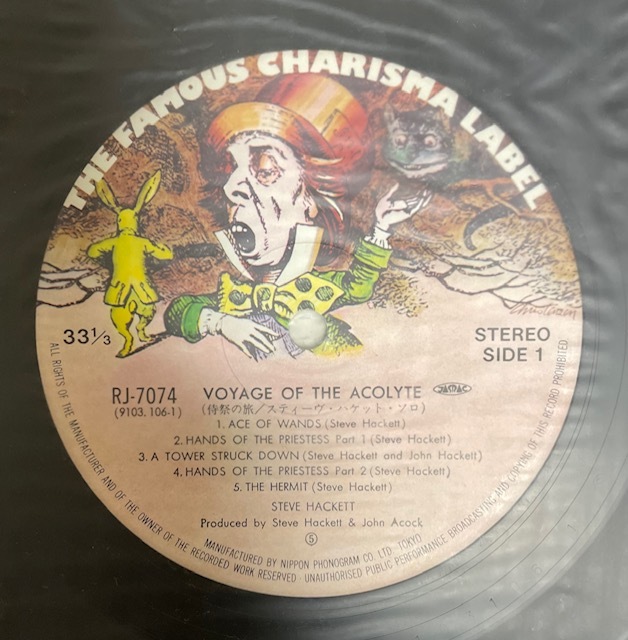 THE FAMOUS CHARISMA LABEL
33⅓
STEREO
SIDE 1
RJ-7074
(9103. 106-1)
VOYAGE OF THE ACOLYTE
JASRAC
(侍祭の旅/スティーヴ・ハケット・ソロ)
1. ACE OF WANDS (Steve Hackett)
2. HANDS OF THE PRIESTESS Part 1 (Steve Hackett)
3. A TOWER STRUCK DOWN (Steve Hackett and John Hackett)
4. HANDS OF THE PRIESTESS Part 2 (Steve Hackett)
5. THE HERMIT (Steve Hackett)
STEVE HACKETT
Produced by Steve Hackett & John Acock
⑤
MANUFACTURED BY NIPPON PHONOGRAM CO. LTD. TOKYO
ALL RIGHTS OF THE MANUFACTURER AND OF THE OWNER OF THE RECORDED WORK RESERVED · UNAUTHORISED PUBLIC PERFORMANCE BROADCASTING AND COPYING OF THIS RECORD PROHIBITED